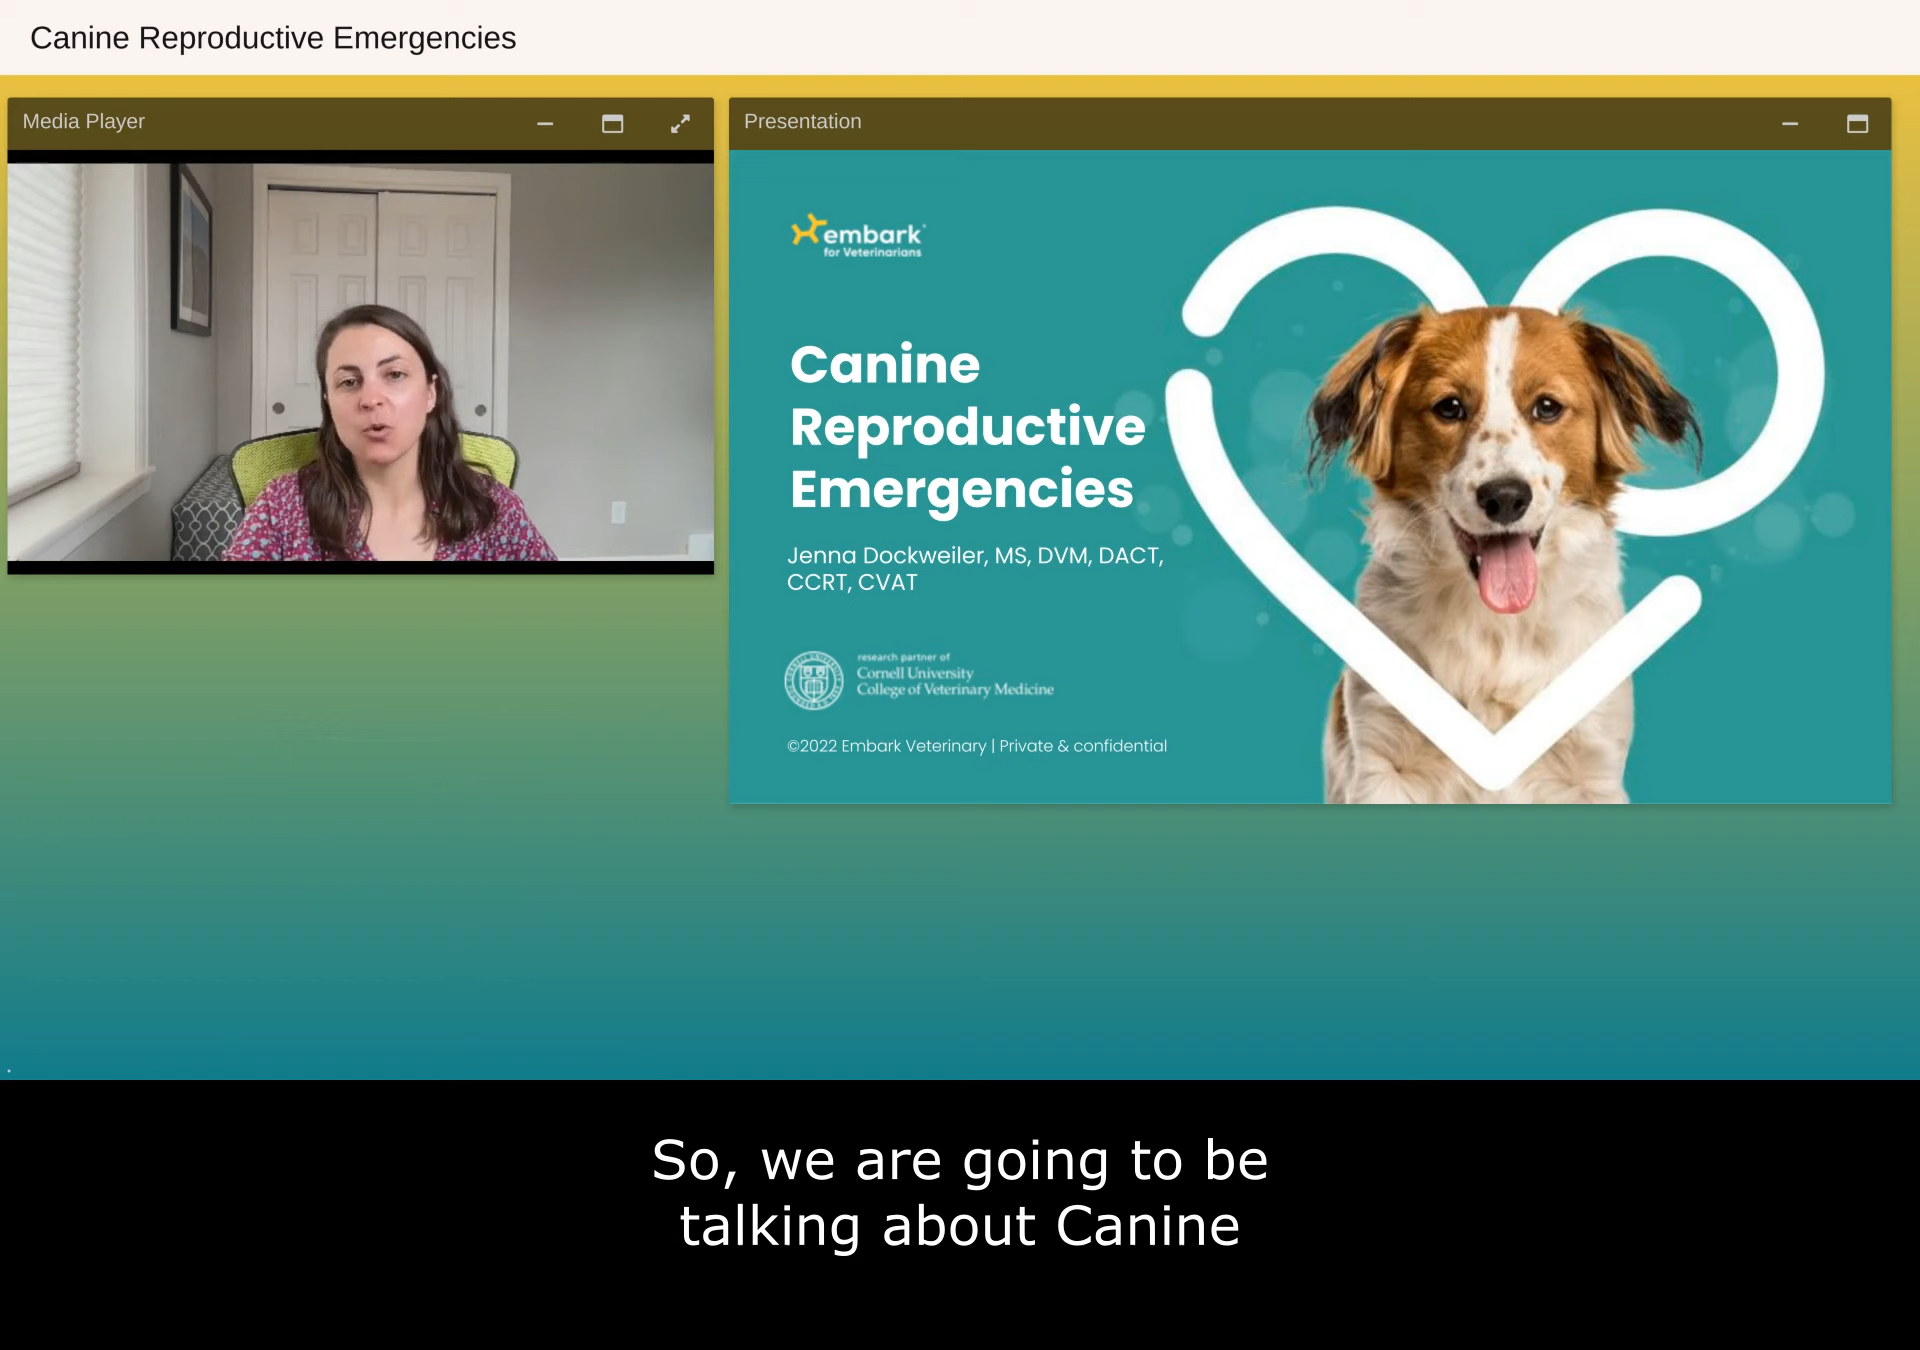 Canine Reproductive Emergencies
Media Player
Presentation
embark
for Veterinarians
Canine
Reproductive
Emergencies
Jenna Dockweiler, MS, DVM, DACT,
CCRT, CVAT
research partner of
Cornell University
College of Veterinary Medicine
©2022 Embark Veterinary | Private & confidential
So, we are going to be
talking about Canine